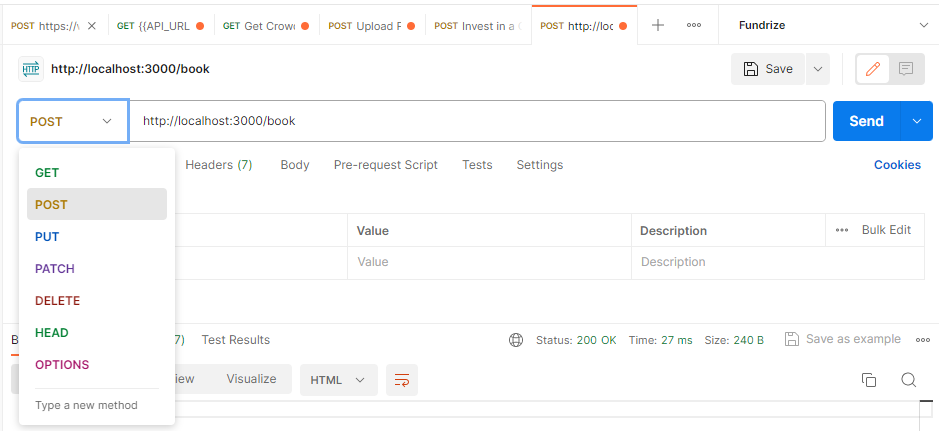 POST https://v
GET {{API_URL
GET Get Crow
POST Upload F
POST Invest in a
POST http://loc
Fundrize
HTTP http://localhost:3000/book
Save
POST http://localhost:3000/book
Send
GET
POST
PUT
PATCH
DELETE
HEAD
OPTIONS
Type a new method
Headers (7) Body Pre-request Script Tests Settings
Cookies
Value Description Bulk Edit
Value Description
7) Test Results
Status: 200 OK Time: 27 ms Size: 240 B
Save as example
iew Visualize HTML